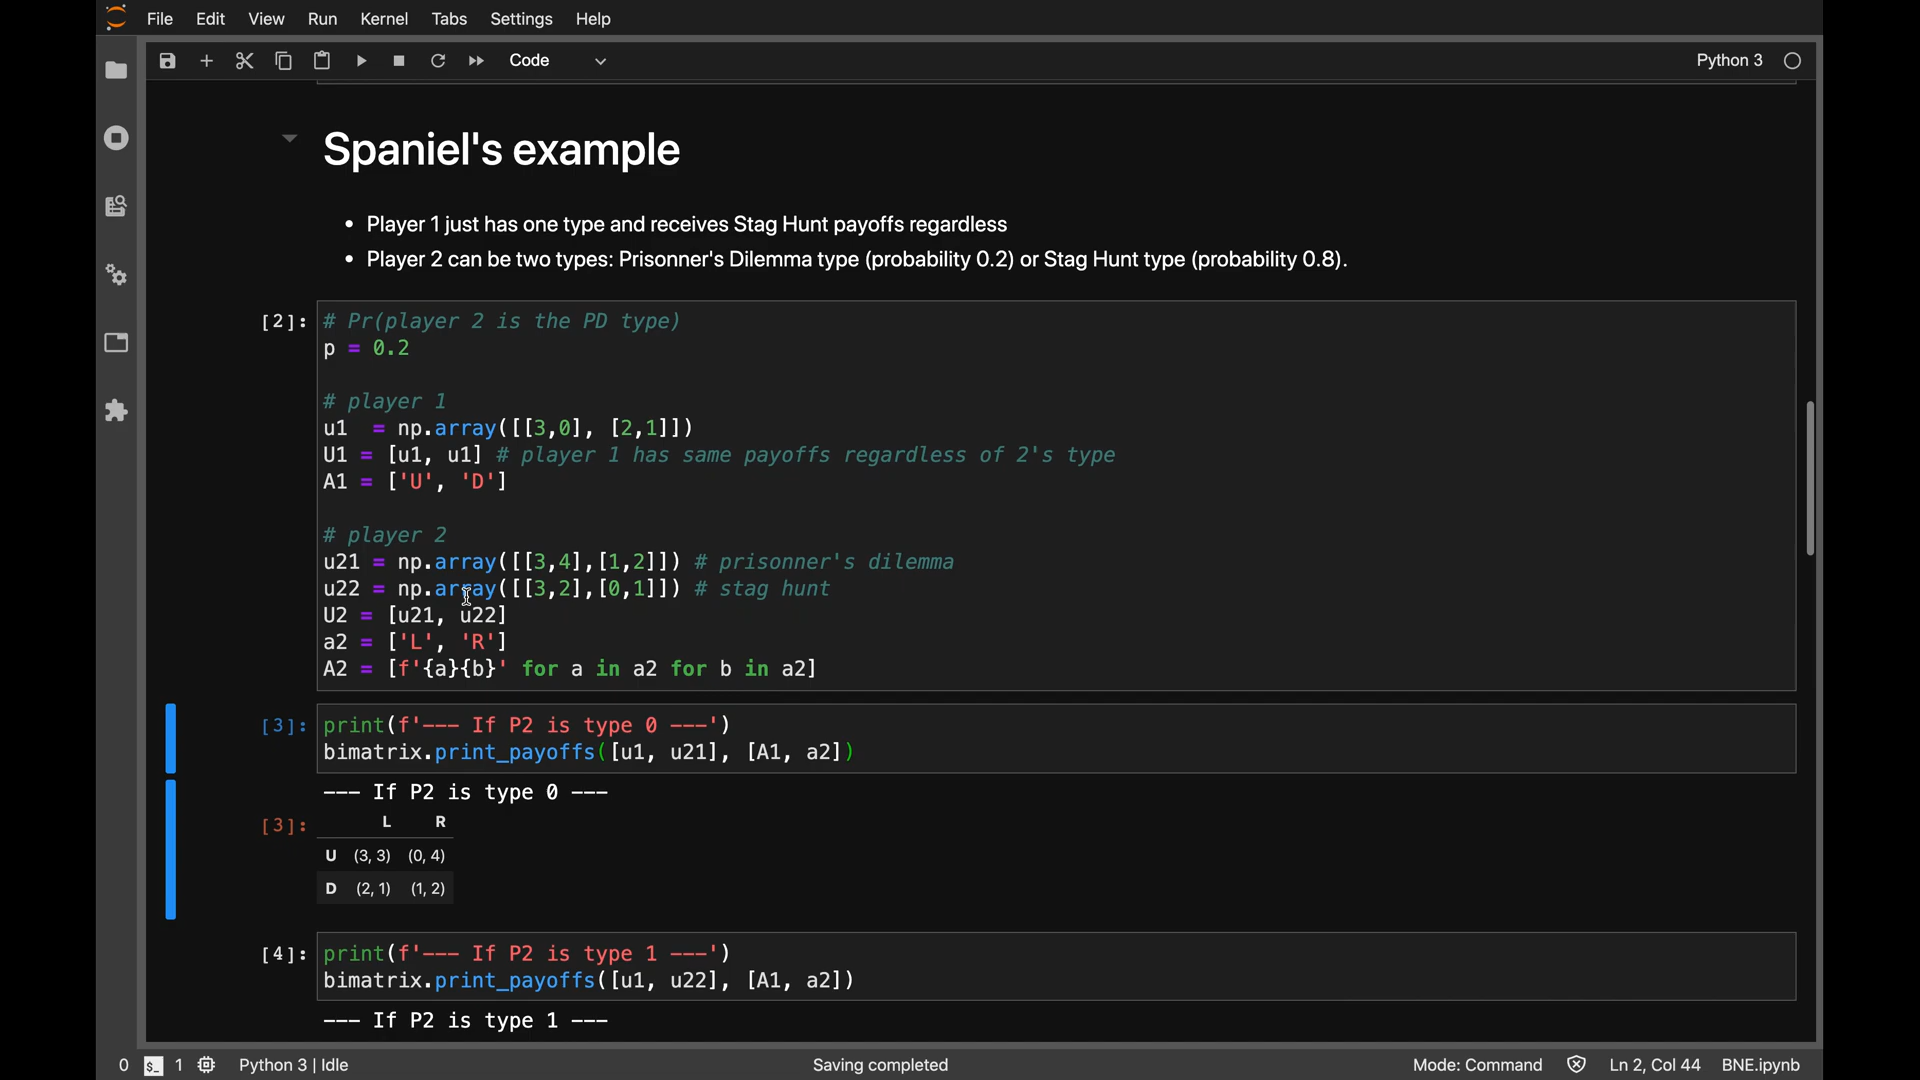 File Edit View Run Kernel Tabs Settings Help
Code Python 3
Spaniel's example
• Player 1 just has one type and receives Stag Hunt payoffs regardless
• Player 2 can be two types: Prisonner's Dilemma type (probability 0.2) or Stag Hunt type (probability 0.8).
[2]: # Pr(player 2 is the PD type)
p = 0.2
# player 1
u1 = np.array([[3,0], [2,1]])
U1 = [u1, u1] # player 1 has same payoffs regardless of 2's type
A1 = ['U', 'D']
# player 2
u21 = np.array([[3,4],[1,2]]) # prisonner's dilemma
u22 = np.array([[3,2],[0,1]]) # stag hunt
U2 = [u21, u22]
a2 = ['L', 'R']
A2 = [f'{a}{b}' for a in a2 for b in a2]
[3]: print(f'--- If P2 is type 0 ---')
bimatrix.print_payoffs([u1, u21], [A1, a2])
--- If P2 is type 0 ---
[3]: L R
U (3, 3) (0, 4)
D (2, 1) (1, 2)
[4]: print(f'--- If P2 is type 1 ---')
bimatrix.print_payoffs([u1, u22], [A1, a2])
--- If P2 is type 1 ---
0 $_ 1 Python 3 | Idle Saving completed Mode: Command Ln 2, Col 44 BNE.ipynb